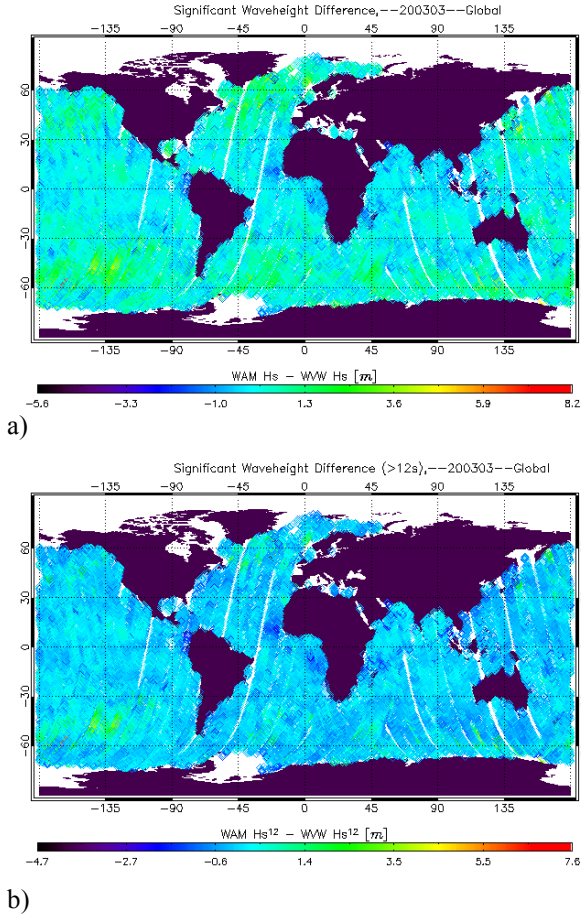 Significant Waveheight Difference,--200303--Global
-135 -90 -45 0 45 90 135
60
30
0
-30
-60
-135 -90 -45 0 45 90 135
WAM Hs - WVW Hs [m]
-5.6 -3.3 -1.0 1.3 3.6 5.9 8.2
a)
Significant Waveheight Difference (>12s),--200303--Global
-135 -90 -45 0 45 90 135
60
30
0
-30
-60
-135 -90 -45 0 45 90 135
WAM Hs¹² - WVW Hs¹² [m]
-4.7 -2.7 -0.6 1.4 3.4 5.5 7.6
b)